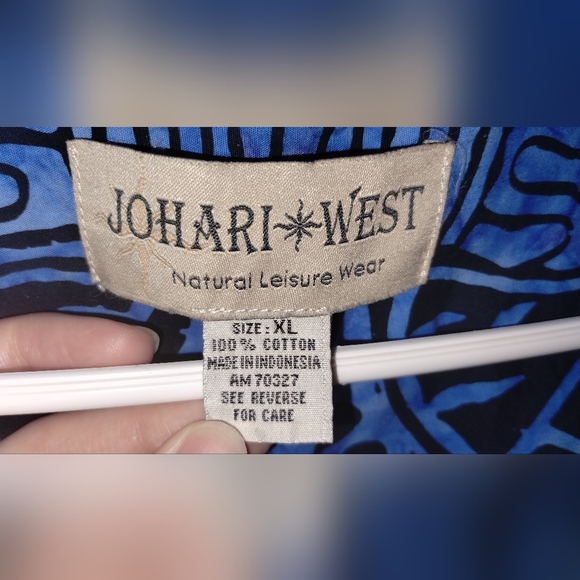 JOHARI WEST
Natural Leisure Wear
SIZE: XL
100% COTTON
MADE IN INDONESIA
AM 70327
SEE REVERSE
FOR CARE